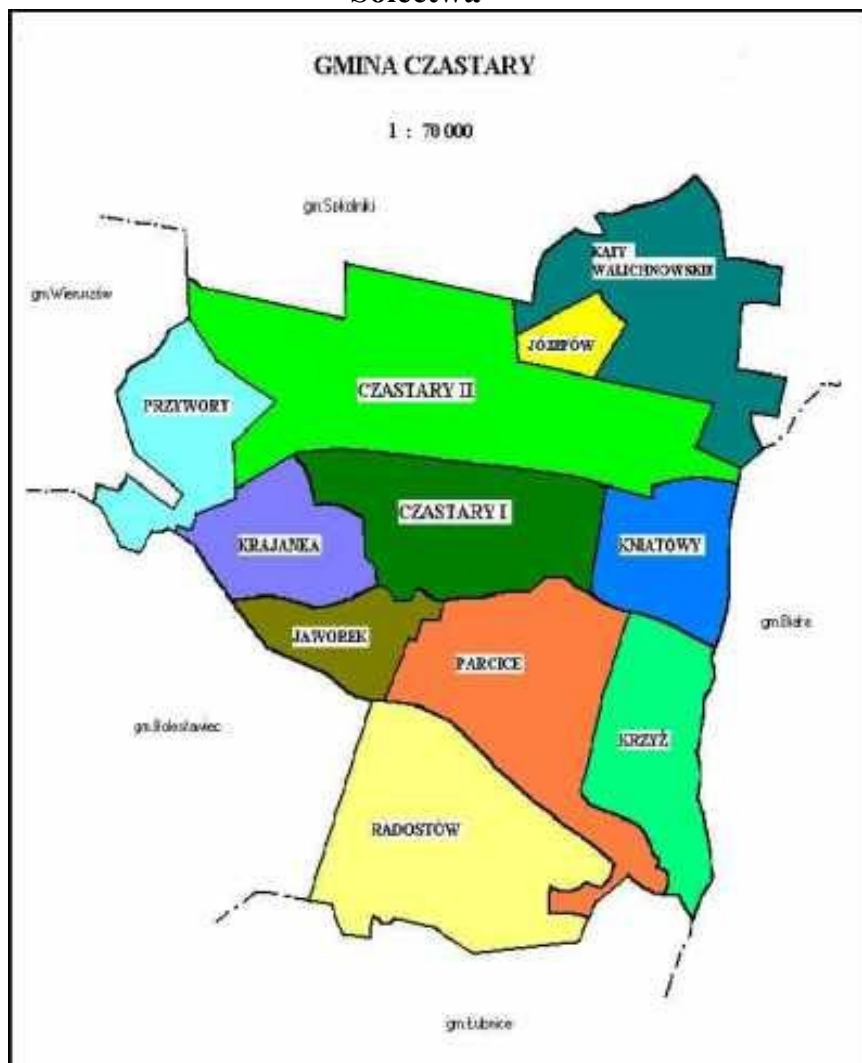 Sołectwa
GMINA CZASTARY
1 : 70 000
gm.Sokolniki
KĄTY
WALICHNOWSKIE
gm.Wieruszów
JÓZEFÓW
CZASTARY II
PRZYWORY
CZASTARY I
KRAJANKA
KNIATOWY
gm.Biała
JAWOREK
PARCICE
gm.Bolesławiec
KRZYŻ
RADOSTÓW
gm.Łubnice